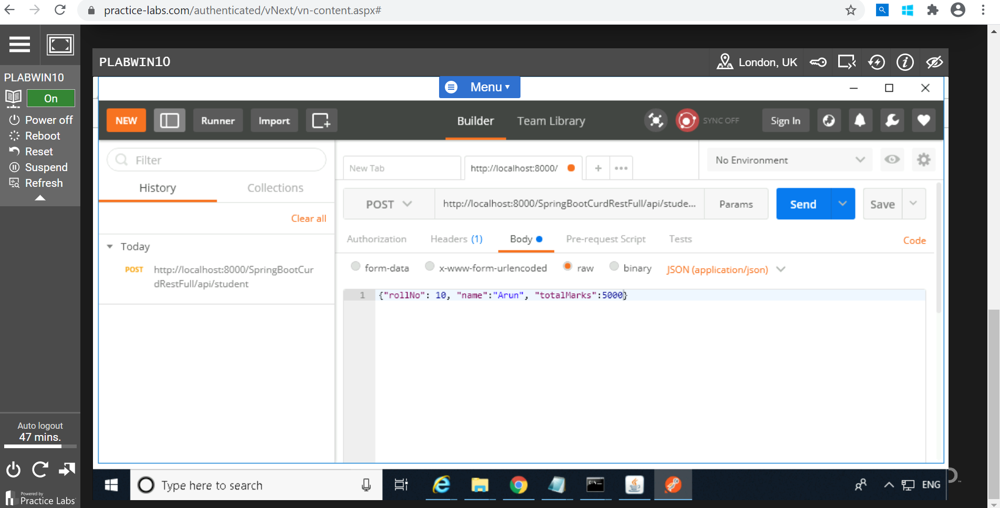 practice-labs.com/authenticated/vNext/vn-content.aspx#
PLABWIN10
London, UK
PLABWIN10
On
Power off
Reboot
Reset
Suspend
Refresh
Menu
NEW
Runner
Import
Builder
Team Library
SYNC OFF
Sign In
Filter
New Tab
http://localhost:8000/
No Environment
History
Collections
POST
http://localhost:8000/SpringBootCurdRestFull/api/stude...
Params
Send
Save
Clear all
Authorization
Headers (1)
Body
Pre-request Script
Tests
Code
Today
POST
http://localhost:8000/SpringBootCur
dRestFull/api/student
form-data
x-www-form-urlencoded
raw
binary
JSON (application/json)
1
{"rollNo": 10, "name":"Arun", "totalMarks":5000}
Auto logout
47 mins.
Powered by
Practice Labs
Type here to search
ENG